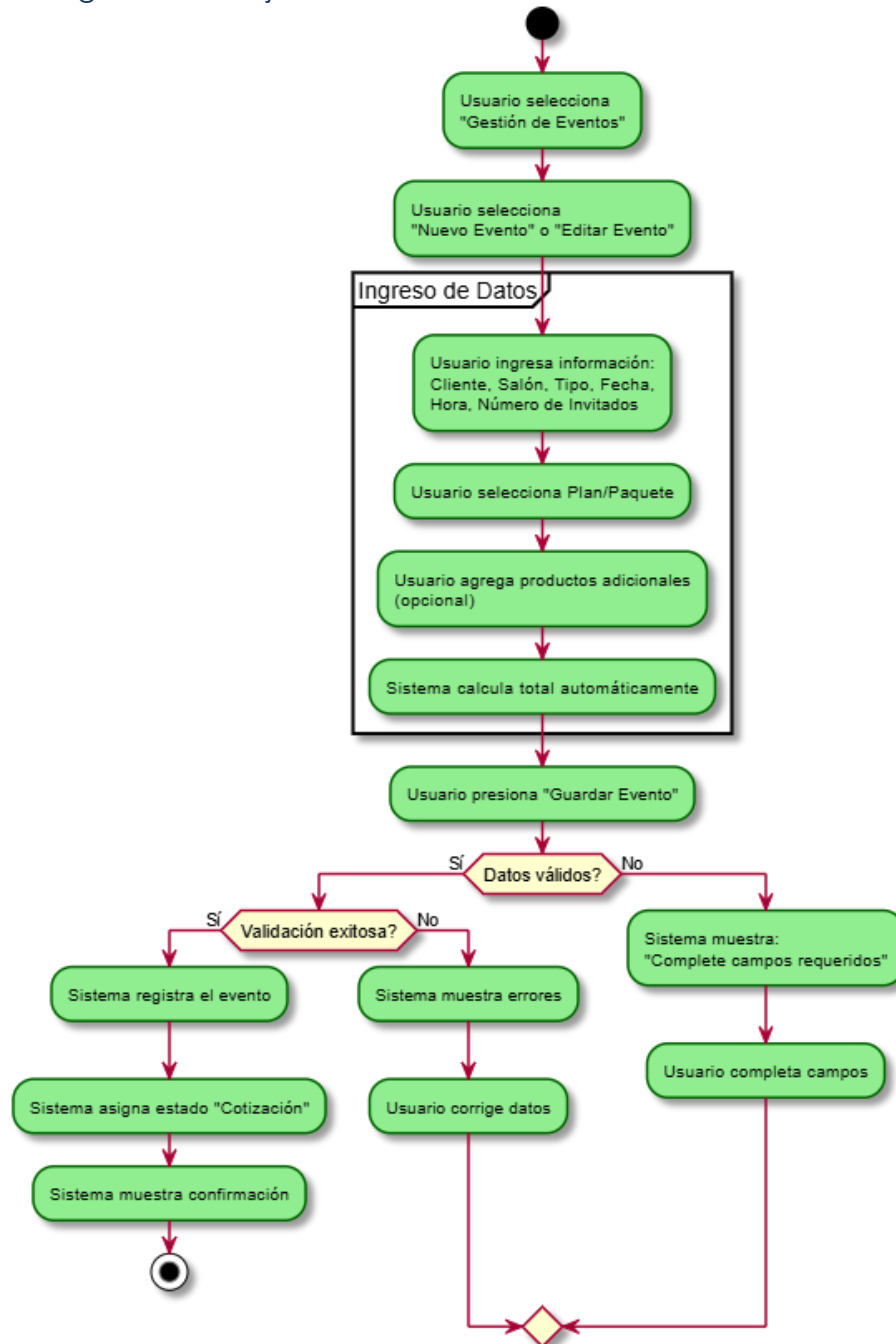 Usuario selecciona
"Gestión de Eventos"
Usuario selecciona
"Nuevo Evento" o "Editar Evento"
Ingreso de Datos
Usuario ingresa información:
Cliente, Salón, Tipo, Fecha,
Hora, Número de Invitados
Usuario selecciona Plan/Paquete
Usuario agrega productos adicionales
(opcional)
Sistema calcula total automáticamente
Usuario presiona "Guardar Evento"
Sí
Datos válidos?
No
Sí
Validación exitosa?
No
Sistema muestra:
"Complete campos requeridos"
Sistema registra el evento
Sistema muestra errores
Usuario completa campos
Sistema asigna estado "Cotización"
Usuario corrige datos
Sistema muestra confirmación